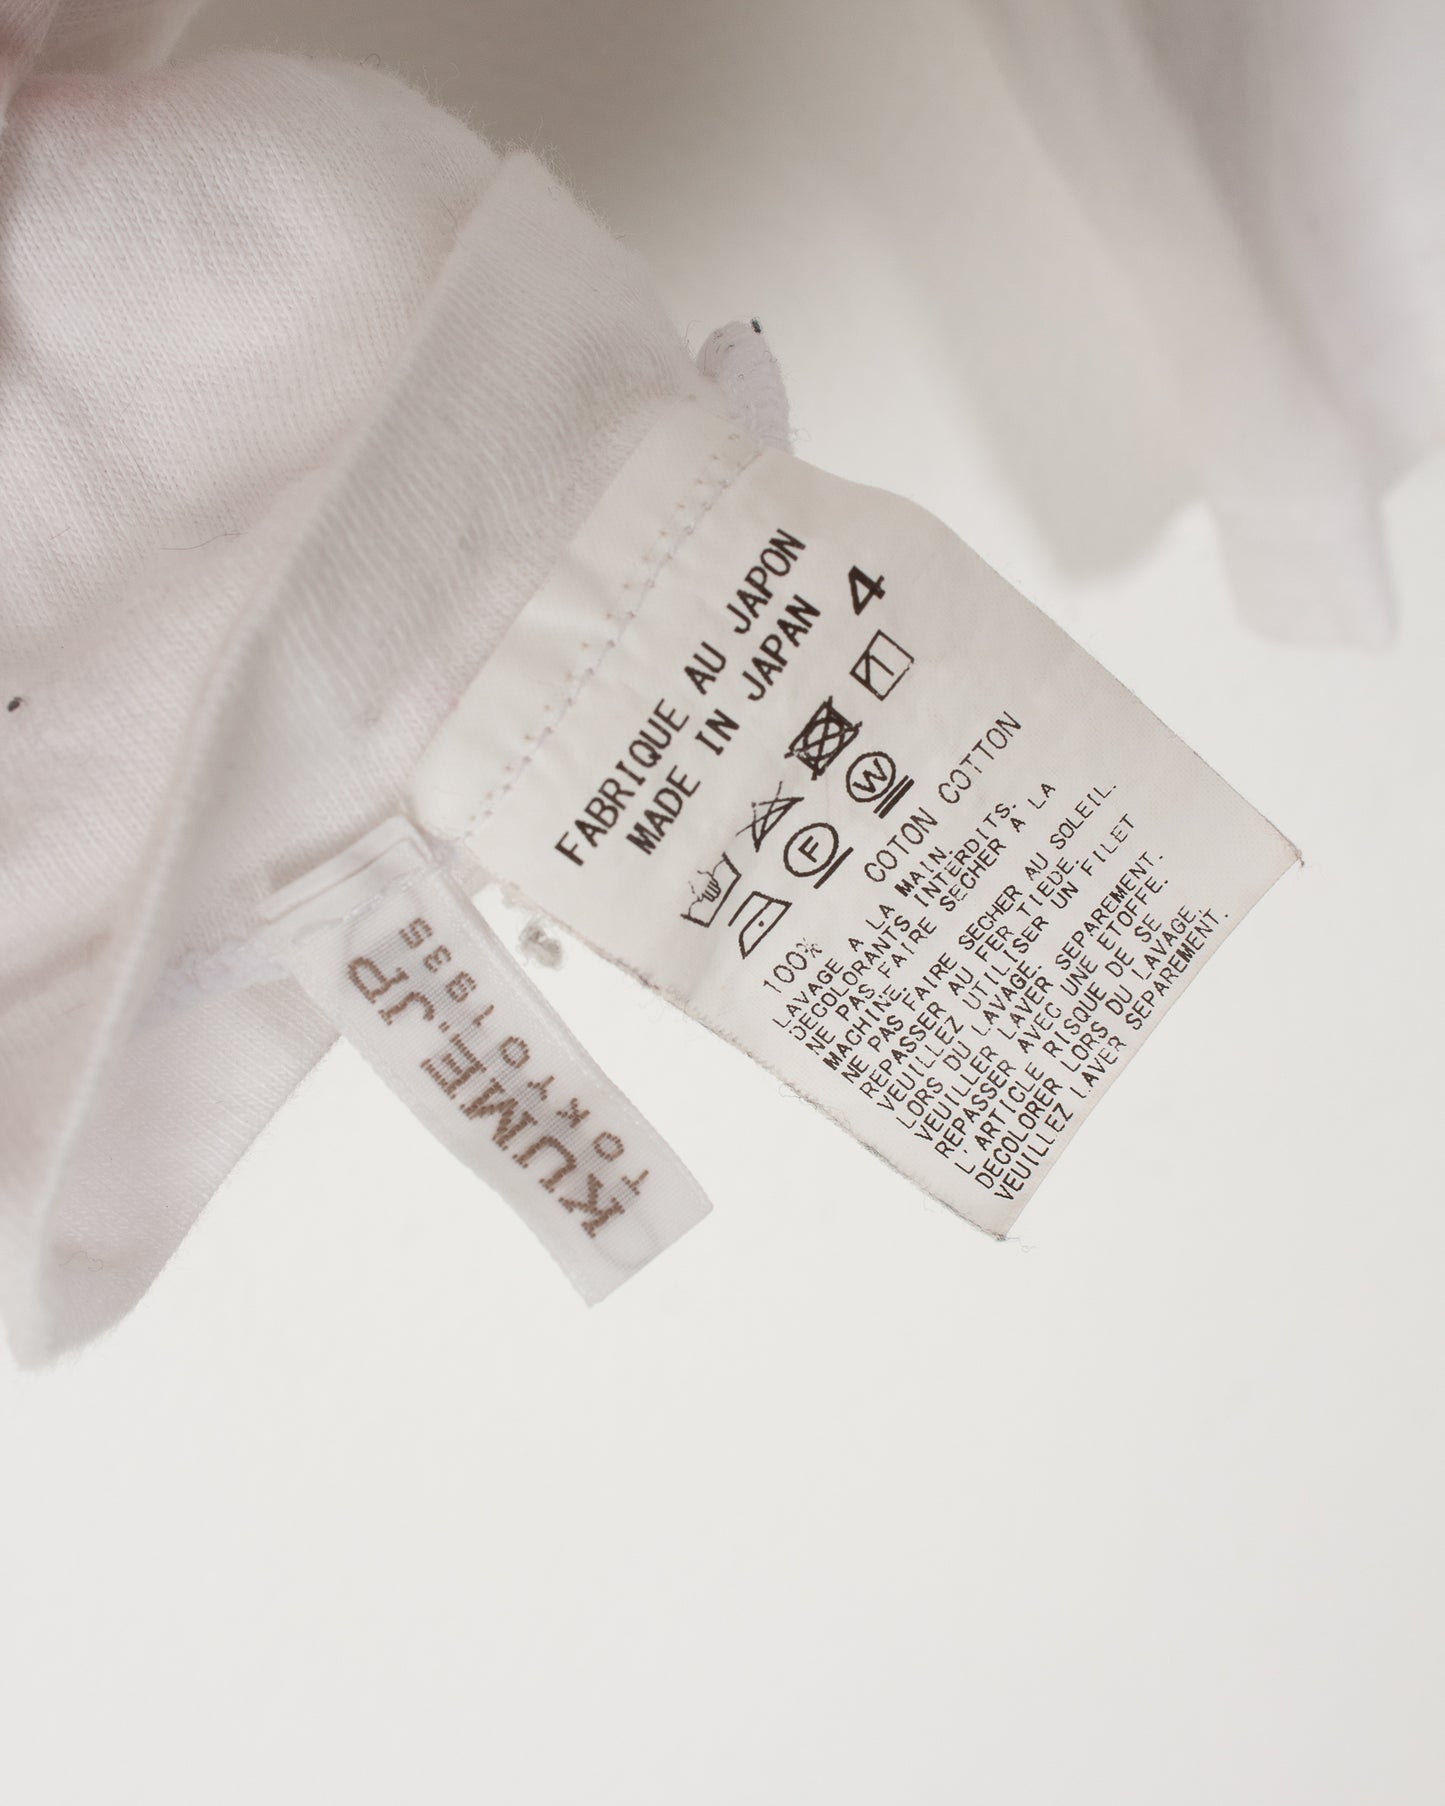 FABRIQUE AU JAPON
MADE IN JAPAN
4
F
W
100% COTON COTTON
LAVAGE A LA MAIN.
DECOLORANTS INTERDITS.
NE PAS FAIRE SECHER A LA
MACHINE.
NE PAS FAIRE SECHER AU SOLEIL.
REPASSER AU FER TIEDE.
VEUILLEZ UTILISER UN FILET
LORS DU LAVAGE.
VEUILLER LAVER SEPAREMENT.
REPASSER AVEC UNE ETOFFE.
L'ARTICLE RISQUE DE SE
DECOLORER LORS DU LAVAGE.
VEUILLEZ LAVER SEPAREMENT.
KUME.JP
TOKYO1935